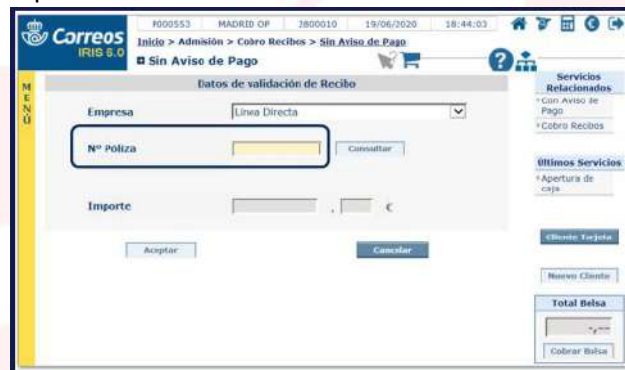 Correos
IRIS 6.0
F000553 MADRID OP 2800010 19/06/2020 18:44:03
Inicio > Admisión > Cobro Recibos > Sin Aviso de Pago
Sin Aviso de Pago
?
MENÚ
Datos de validación de Recibo
Empresa Línea Directa
Nº Póliza Consultar
Importe , €
Aceptar Cancelar
Servicios
Relacionados
Con Aviso de
Pago
Cobro Recibos
Últimos Servicios
Apertura de
caja
Cliente Tarjeta
Nuevo Cliente
Total Bolsa
-,--
Cobrar Bolsa